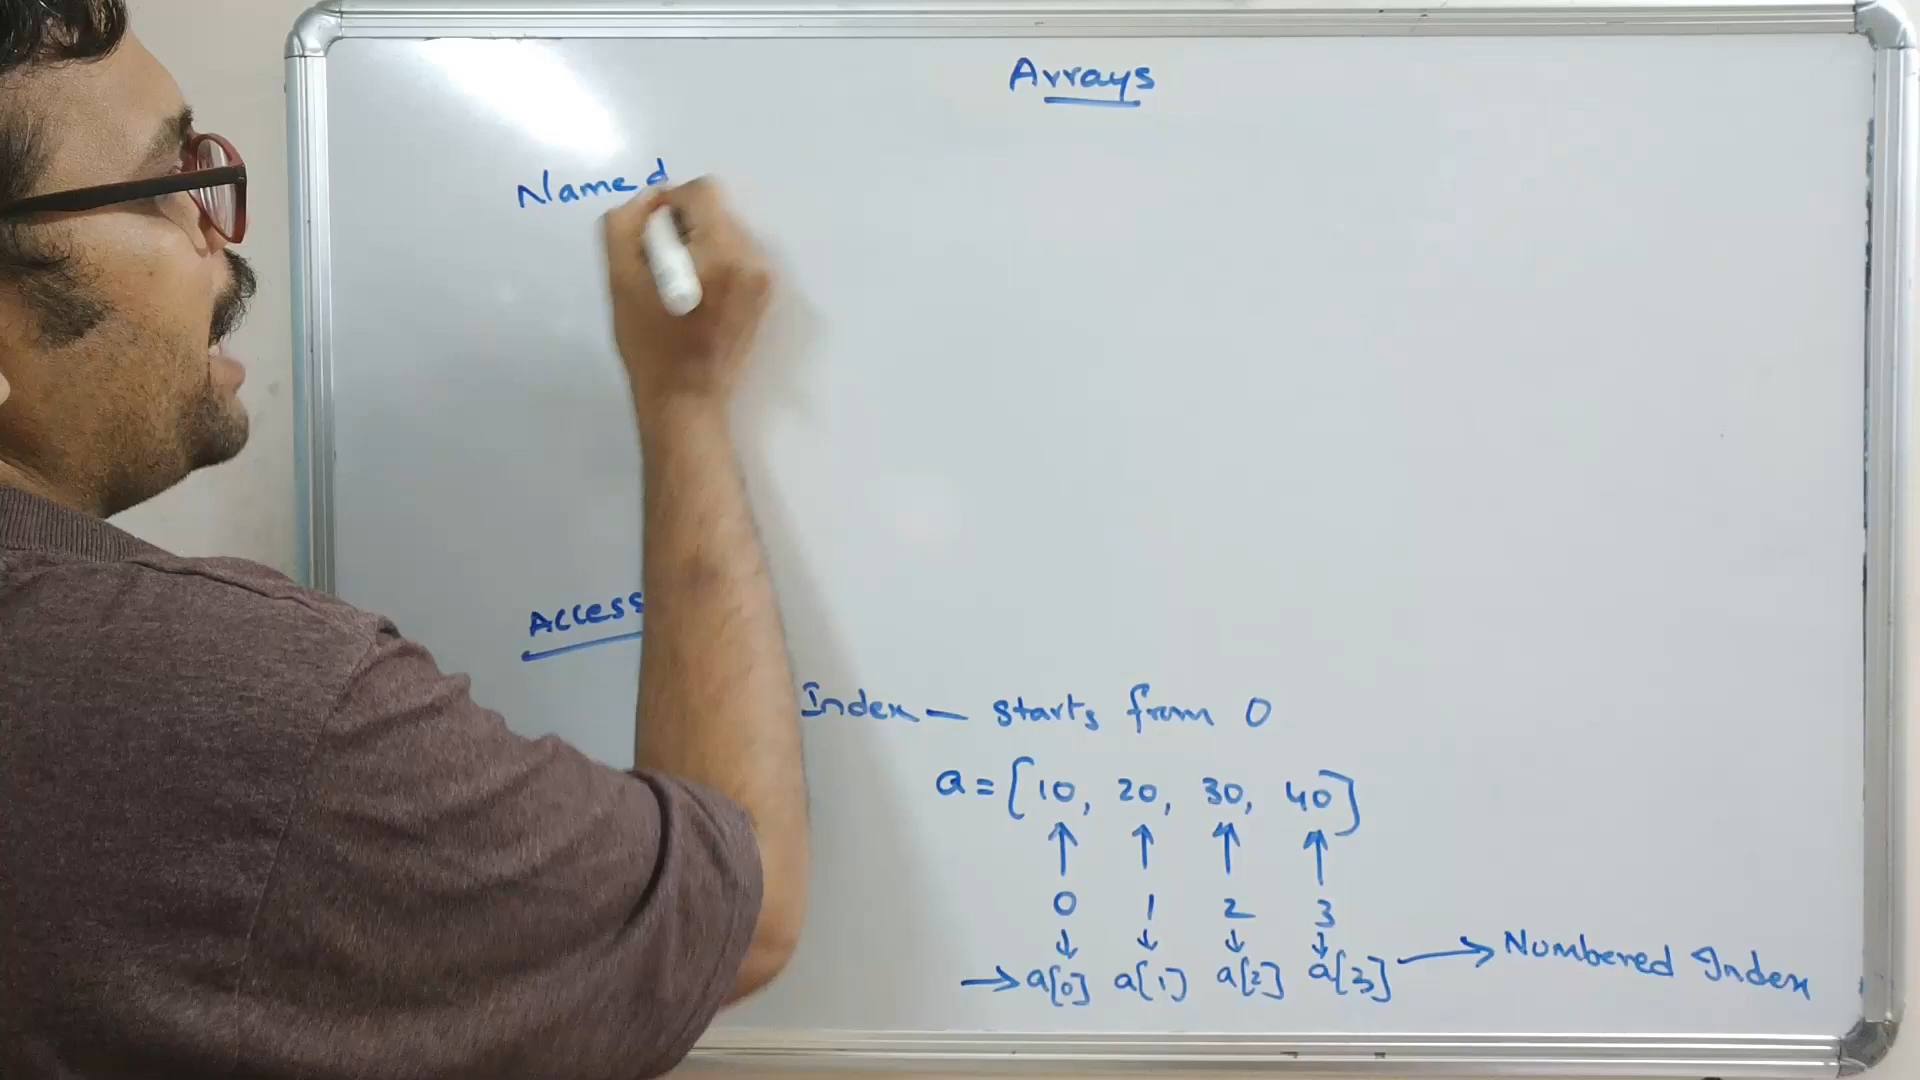 Arrays
Named
Access
Index - starts from 0
a = [10, 20, 30, 40]
0 1 2 3
a[0] a[1] a[2] a[3] → Numbered Index